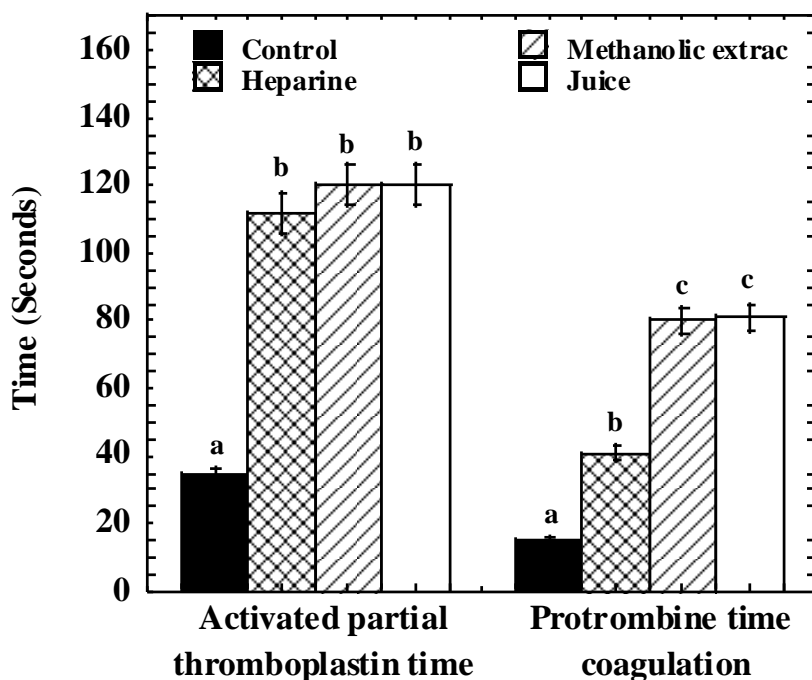 160
140
120
100
80
60
40
20
0
Time (Seconds)
Control
Heparine
Methanolic extrac
Juice
a
b
b
b
a
b
c
c
Activated partial
thromboplastin time
Protrombine time
coagulation